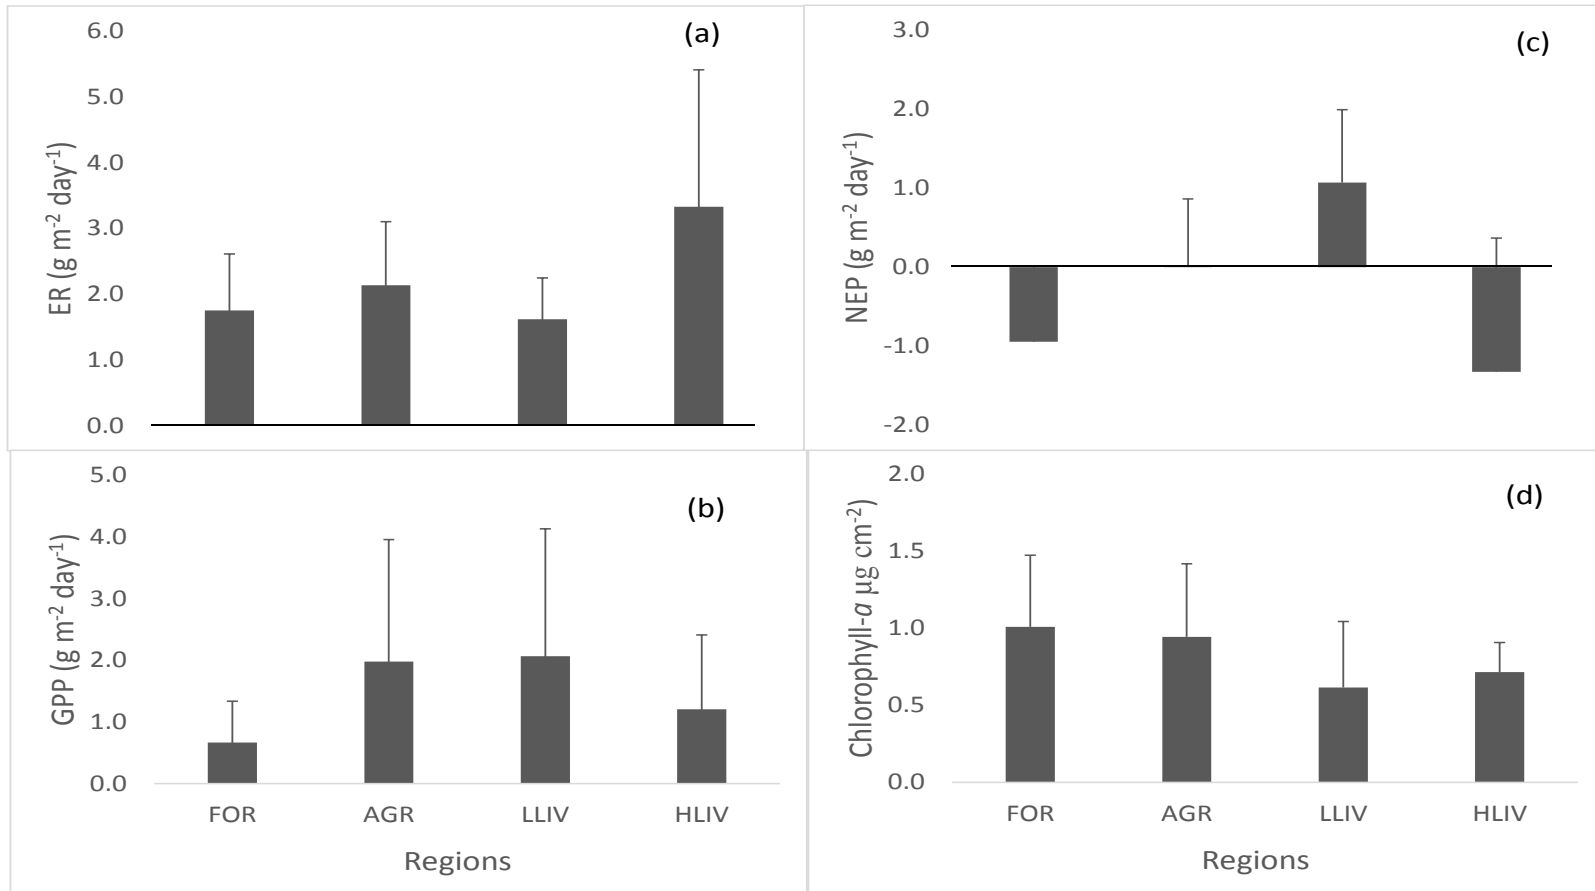 (a)
6.0
5.0
4.0
3.0
2.0
1.0
0.0
ER (g m⁻² day⁻¹)
(c)
3.0
2.0
1.0
0.0
-1.0
-2.0
NEP (g m⁻² day⁻¹)
(b)
5.0
4.0
3.0
2.0
1.0
0.0
GPP (g m⁻² day⁻¹)
FOR AGR LLIV HLIV
Regions
(d)
2.0
1.5
1.0
0.5
0.0
Chlorophyll-a µg cm⁻²)
FOR AGR LLIV HLIV
Regions